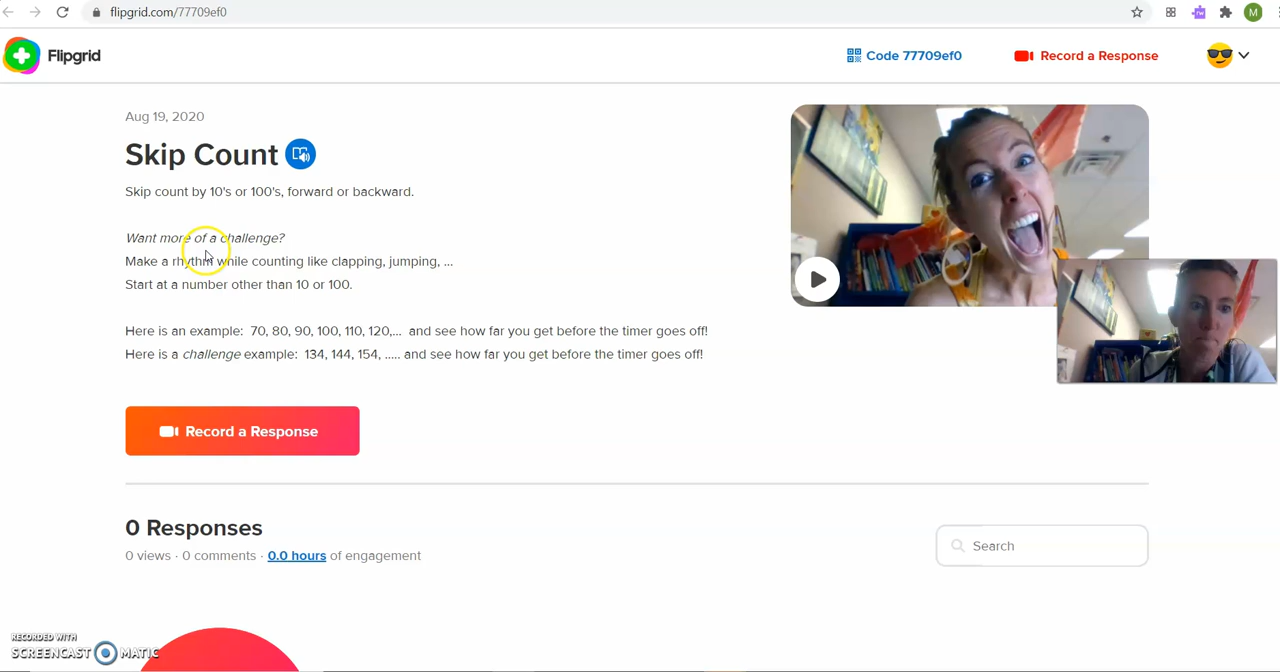 flipgrid.com/77709ef0
M
Flipgrid
Code 77709ef0
Record a Response
Aug 19, 2020
Skip Count
Skip count by 10's or 100's, forward or backward.
Want more of a challenge?
Make a rhythm while counting like clapping, jumping, ...
Start at a number other than 10 or 100.
Here is an example: 70, 80, 90, 100, 110, 120,... and see how far you get before the timer goes off!
Here is a challenge example: 134, 144, 154, ..... and see how far you get before the timer goes off!
Record a Response
0 Responses
0 views · 0 comments · 0.0 hours of engagement
Search
RECORDED WITH
SCREENCAST MATIC